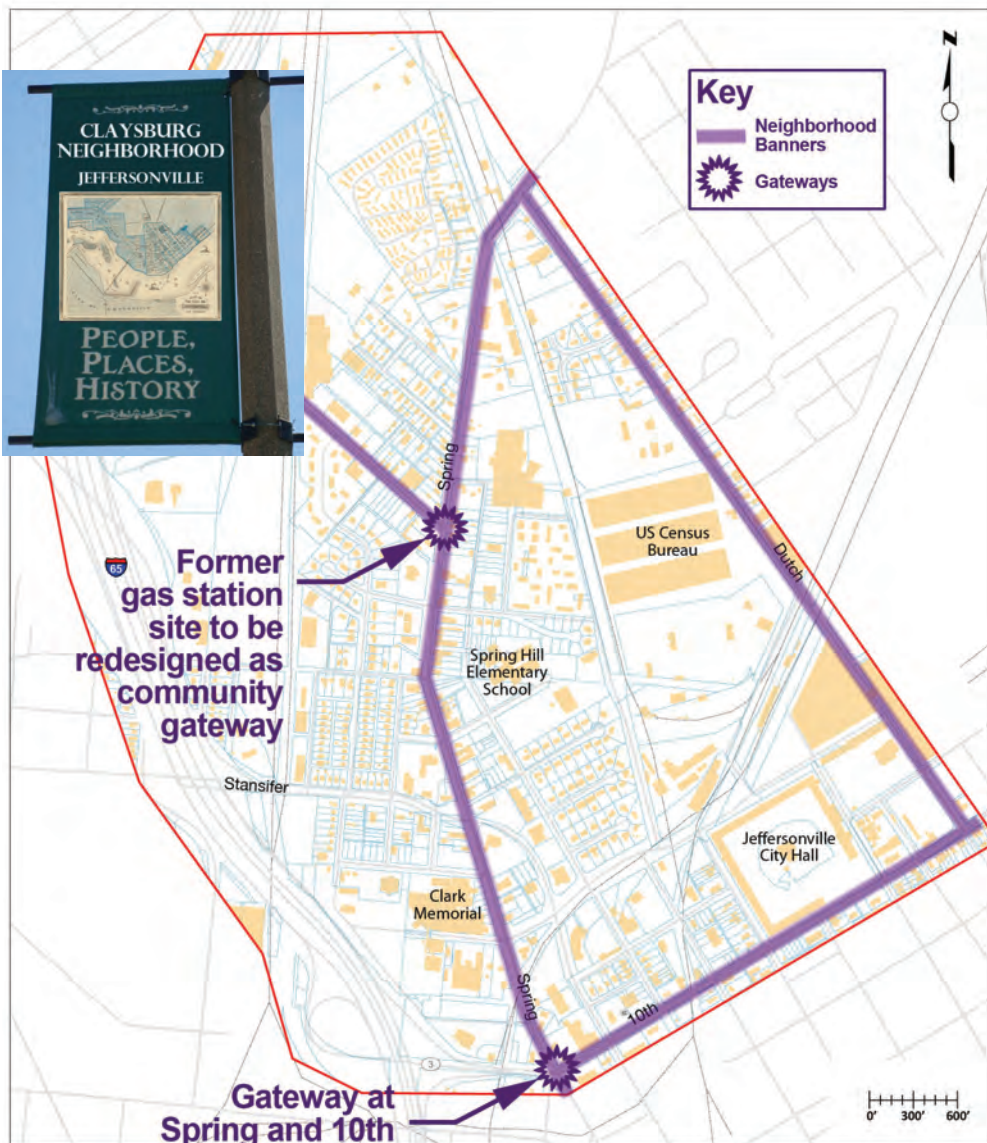 CLAYSBURG
NEIGHBORHOOD
JEFFERSONVILLE
PEOPLE,
PLACES,
HISTORY
N
Key
Neighborhood
Banners
Gateways
Spring
US Census
Bureau
Dutch
65
Former
gas station
site to be
redesigned as
community
gateway
Spring Hill
Elementary
School
Stansifer
Jeffersonville
City Hall
Clark
Memorial
Spring
10th
3
Gateway at
Spring and 10th
0' 300' 600'